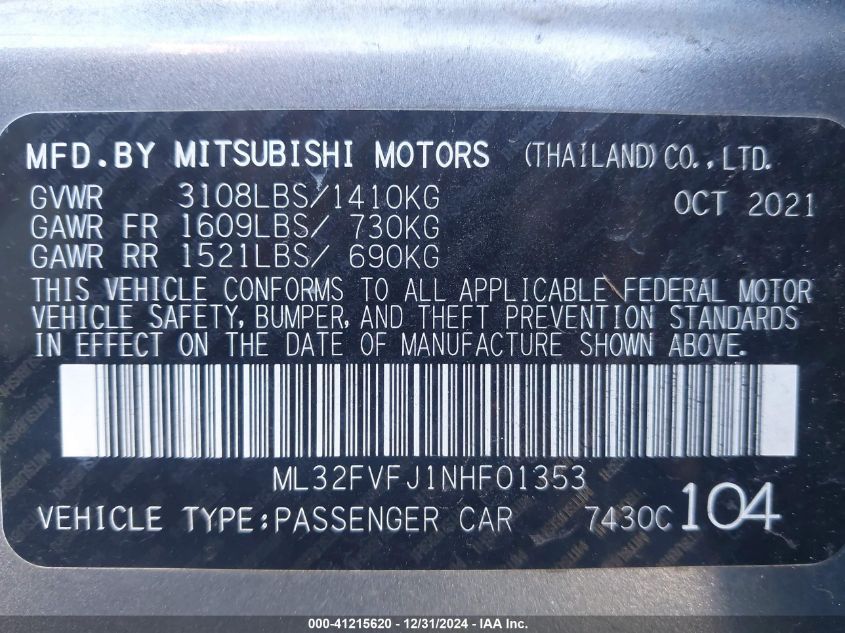 MFD.BY MITSUBISHI MOTORS (THAILAND) CO.,LTD.
GVWR 3108LBS/1410KG OCT 2021
GAWR FR 1609LBS/ 730KG
GAWR RR 1521LBS/ 690KG
THIS VEHICLE CONFORMS TO ALL APPLICABLE FEDERAL MOTOR
VEHICLE SAFETY, BUMPER, AND THEFT PREVENTION STANDARDS
IN EFFECT ON THE DATE OF MANUFACTURE SHOWN ABOVE.
ML32FVFJ1NHF01353
VEHICLE TYPE:PASSENGER CAR 7430C 104
000-41215620 - 12/31/2024 - IAA Inc.